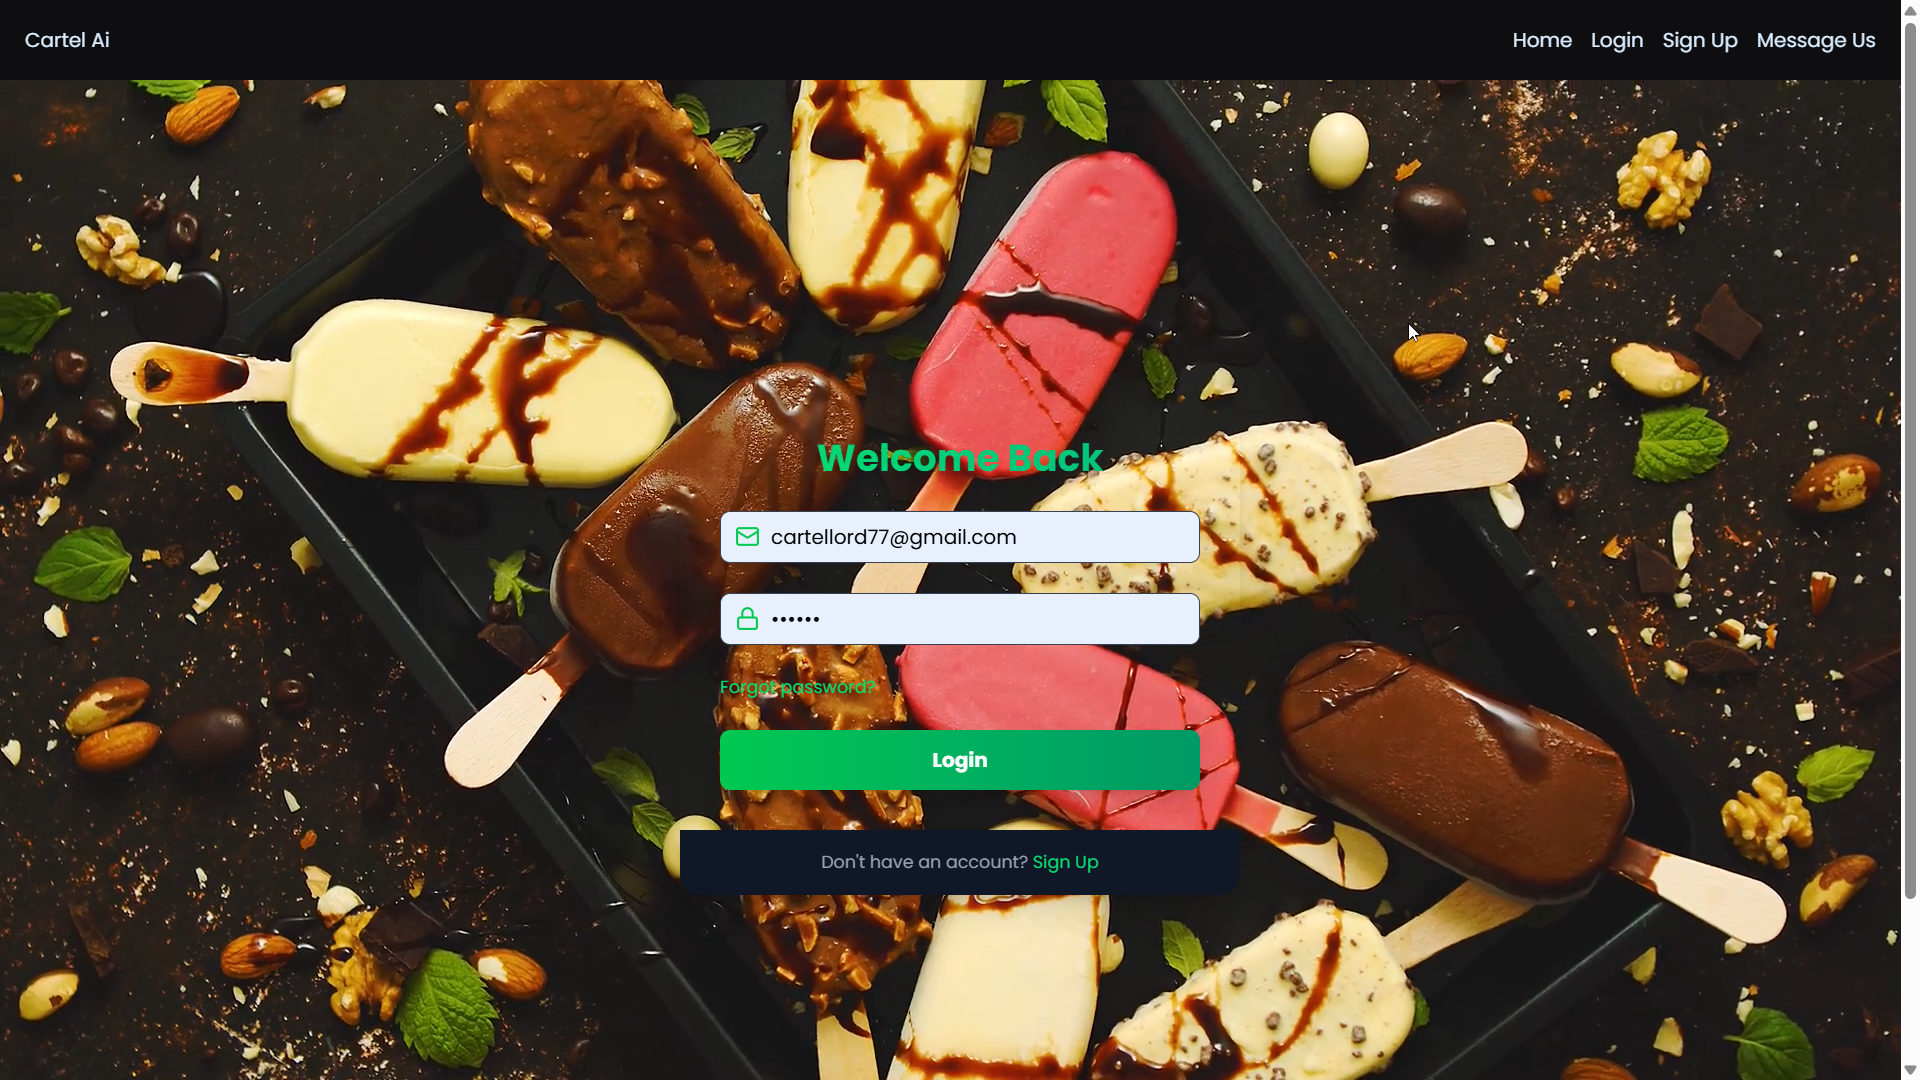 Cartel Ai
Home Login Sign Up Message Us
Welcome Back
cartellord77@gmail.com
••••••
Forgot password?
Login
Don't have an account? Sign Up